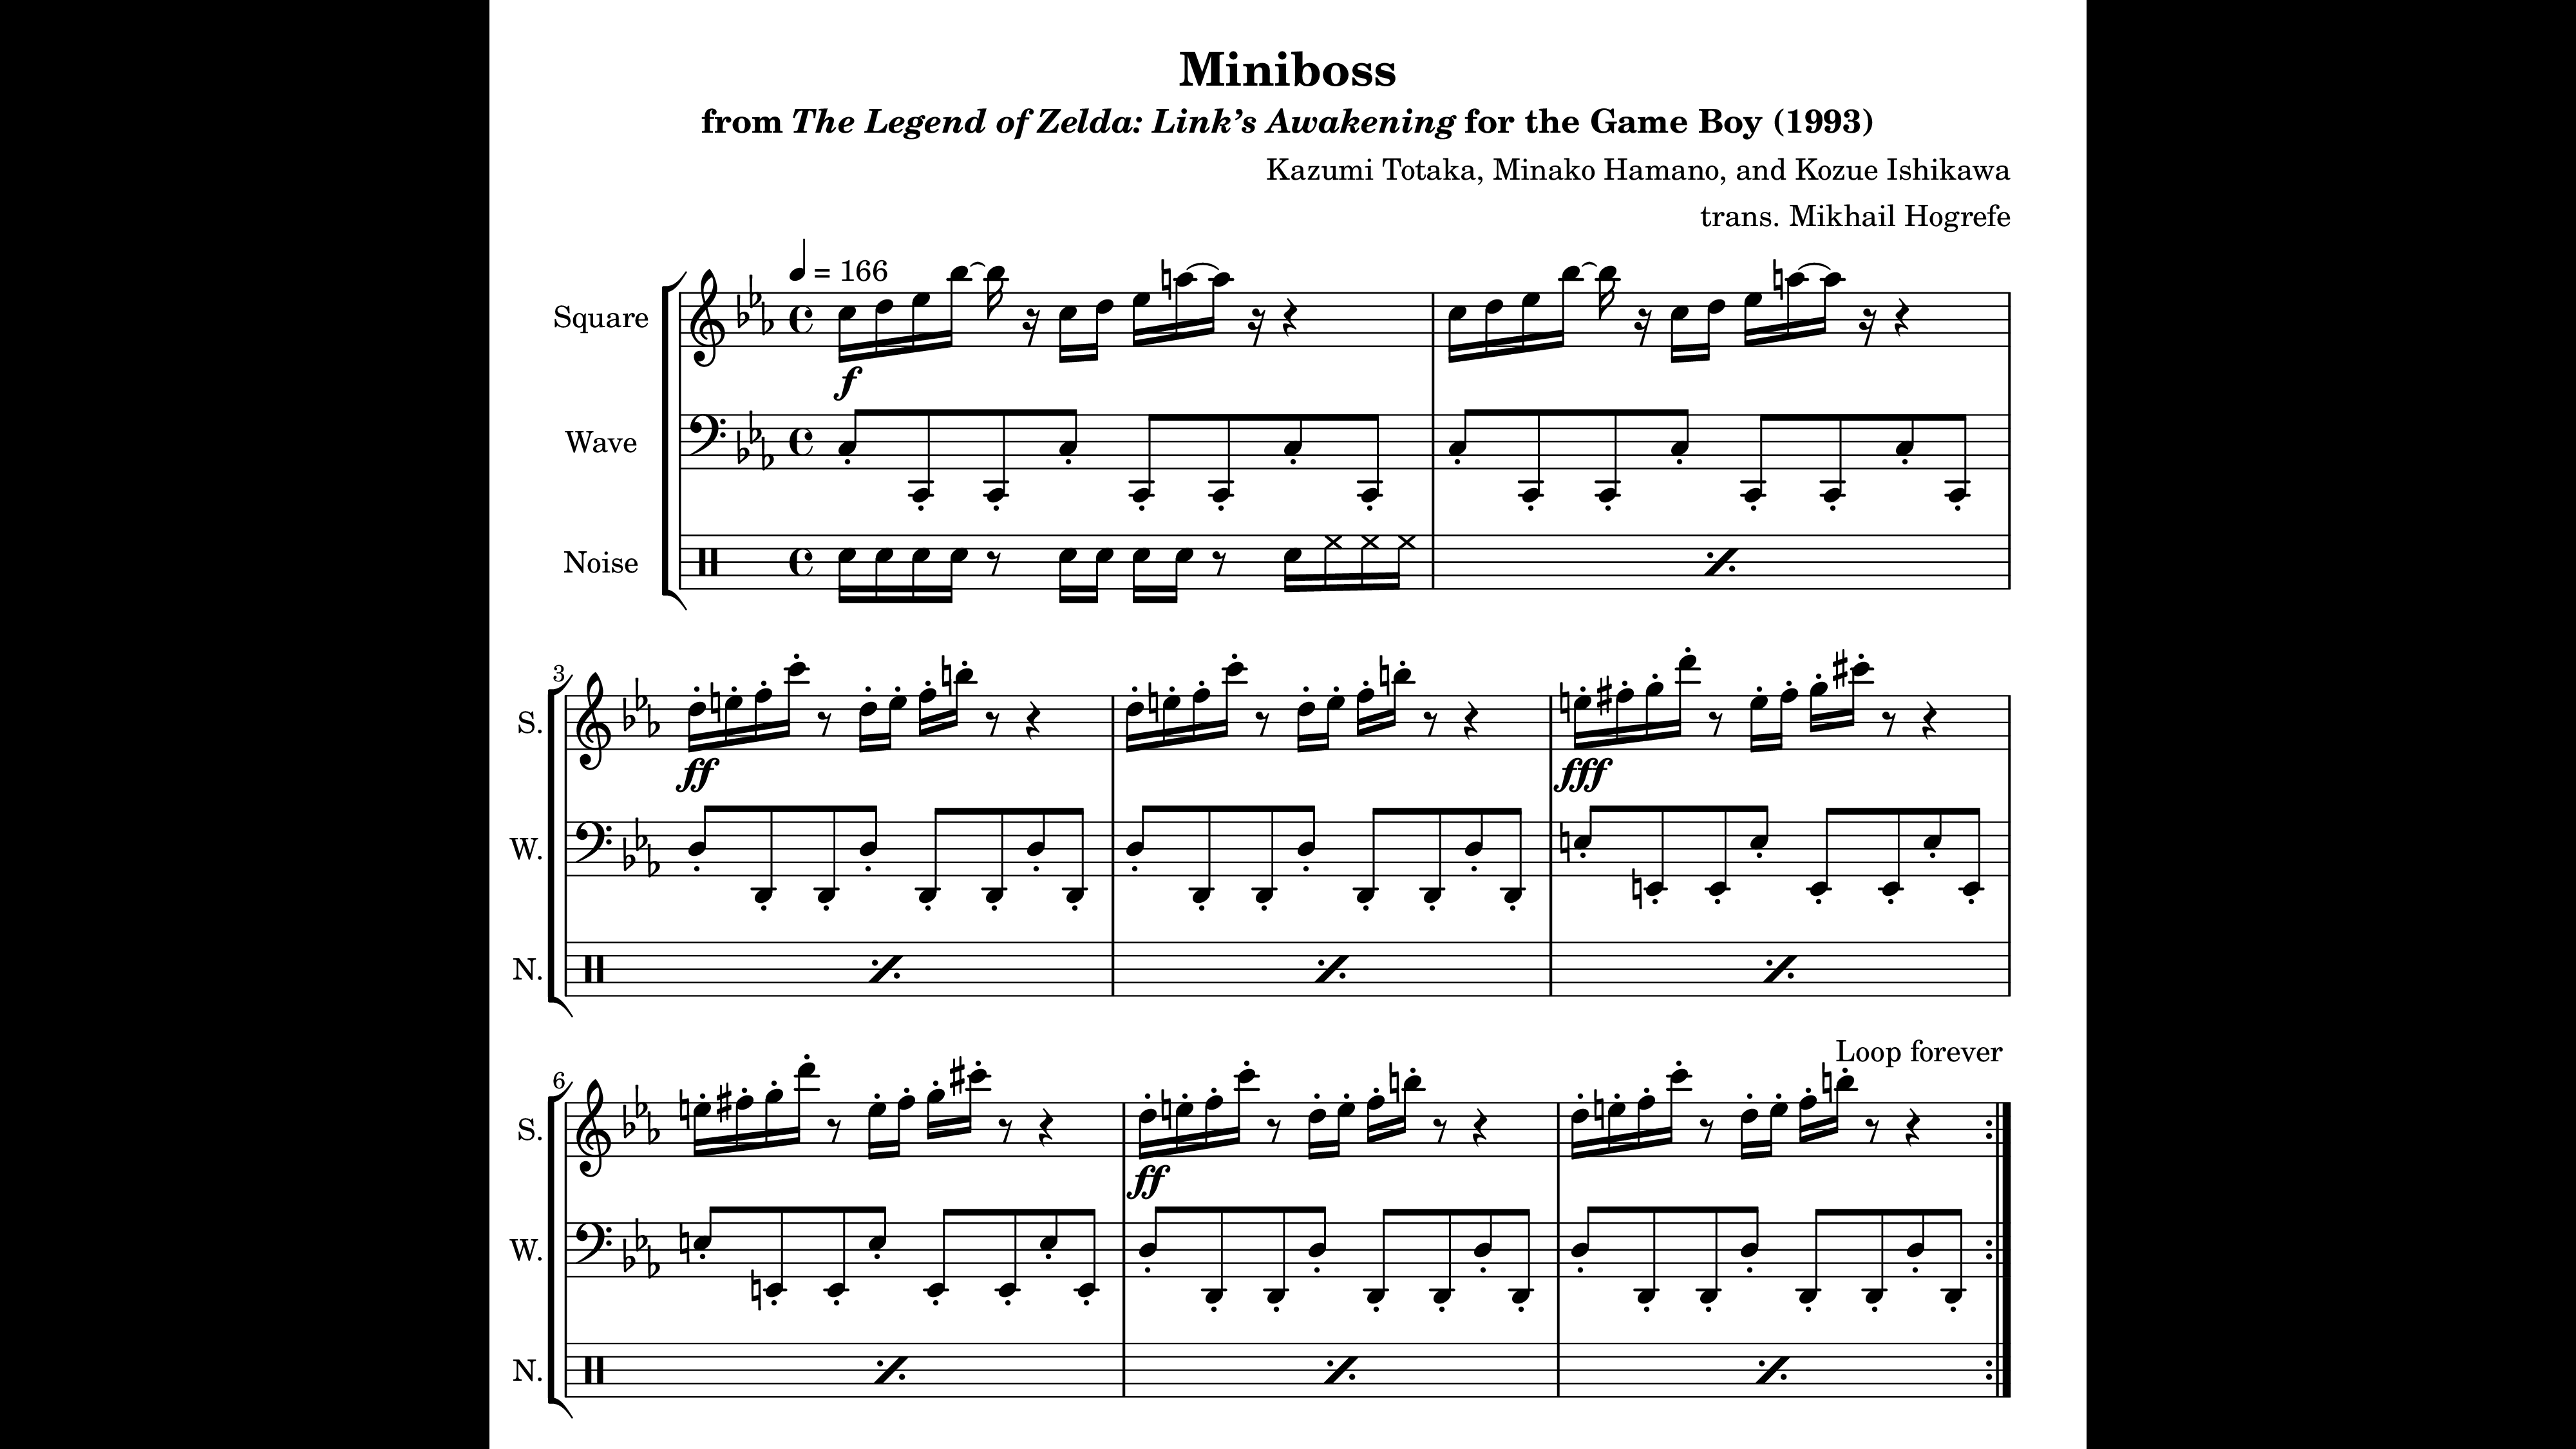 Miniboss
from The Legend of Zelda: Link’s Awakening for the Game Boy (1993)
Kazumi Totaka, Minako Hamano, and Kozue Ishikawa
trans. Mikhail Hogrefe
= 166
Square
f
Wave
Noise
3
S.
ff
fff
W.
N.
Loop forever
6
S.
ff
W.
N.